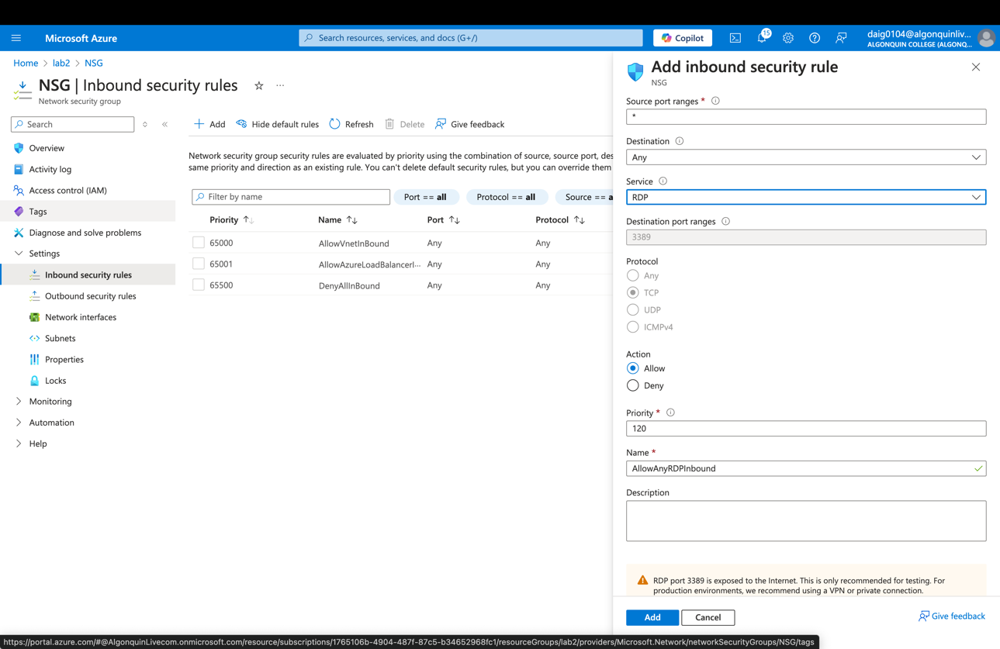 Microsoft Azure
Search resources, services, and docs (G+/)
Copilot
15
daig0104@algonquinliv...
ALGONQUIN COLLEGE (ALGONQ...
Home > lab2 > NSG
NSG | Inbound security rules
Network security group
Search
Overview
Activity log
Access control (IAM)
Tags
Diagnose and solve problems
Settings
Inbound security rules
Outbound security rules
Network interfaces
Subnets
Properties
Locks
Monitoring
Automation
Help
Add Hide default rules Refresh Delete Give feedback
Network security group security rules are evaluated by priority using the combination of source, source port, des
same priority and direction as an existing rule. You can't delete default security rules, but you can override them
Filter by name Port == all Protocol == all Source == a
Priority Name Port Protocol
65000 AllowVnetInBound Any Any
65001 AllowAzureLoadBalancerI... Any Any
65500 DenyAllInBound Any Any
Add inbound security rule
NSG
Source port ranges *
*
Destination
Any
Service
RDP
Destination port ranges
3389
Protocol
Any
TCP
UDP
ICMPv4
Action
Allow
Deny
Priority *
120
Name *
AllowAnyRDPInbound
Description
RDP port 3389 is exposed to the Internet. This is only recommended for testing. For
production environments, we recommend using a VPN or private connection.
Add Cancel Give feedback
https://portal.azure.com/#@AlgonquinLivecom.onmicrosoft.com/resource/subscriptions/1765106b-4904-487f-87c5-b34652968fc1/resourceGroups/lab2/providers/Microsoft.Network/networkSecurityGroups/NSG/tags